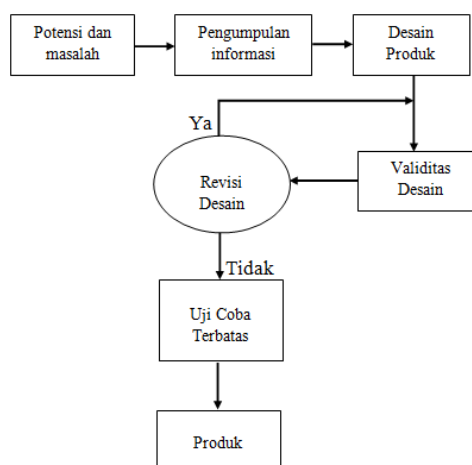 Potensi dan
masalah
Pengumpulan
informasi
Desain
Produk
Ya
Validitas
Desain
Revisi
Desain
Tidak
Uji Coba
Terbatas
Produk